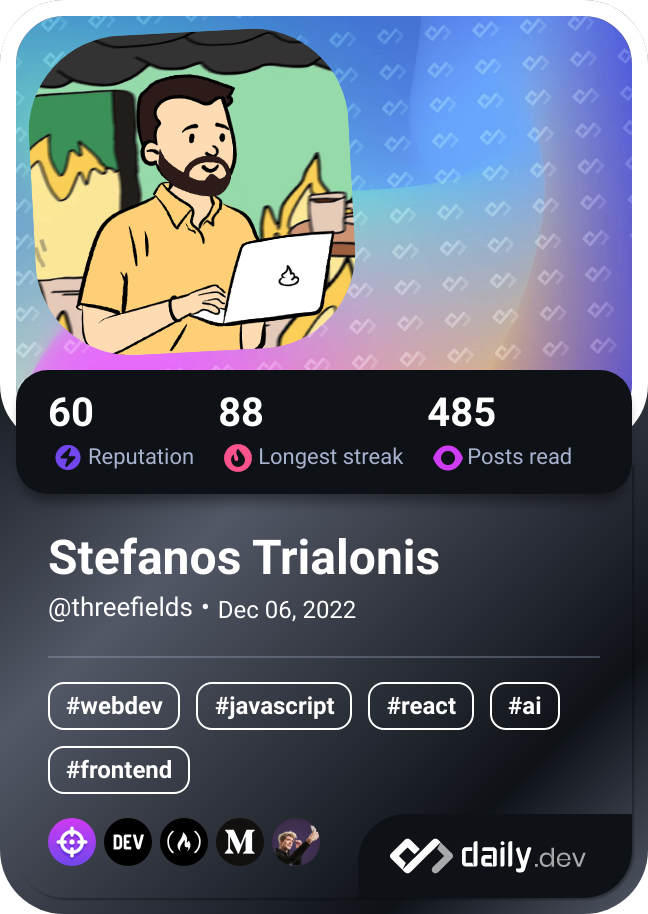 60 88 485
Reputation Longest streak Posts read
Stefanos Trialonis
@threefields • Dec 06, 2022
#webdev #javascript #react #ai
#frontend
DEV M
daily.dev